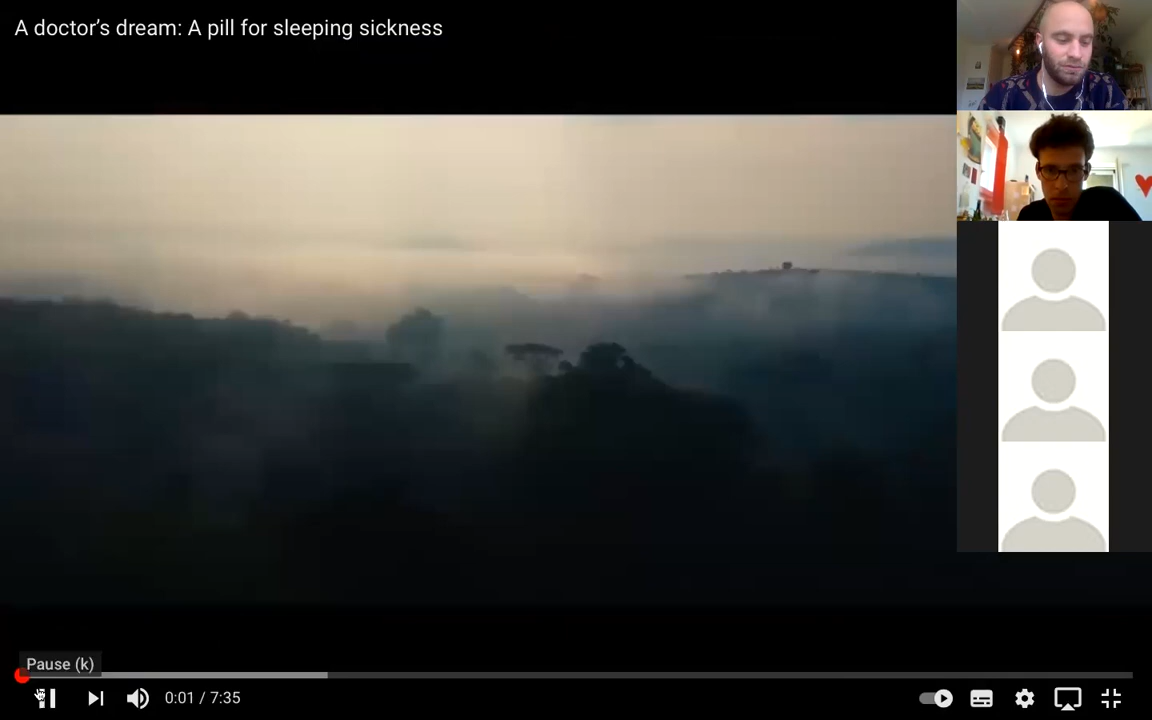 A doctor’s dream: A pill for sleeping sickness
Pause (k)
0:01 / 7:35